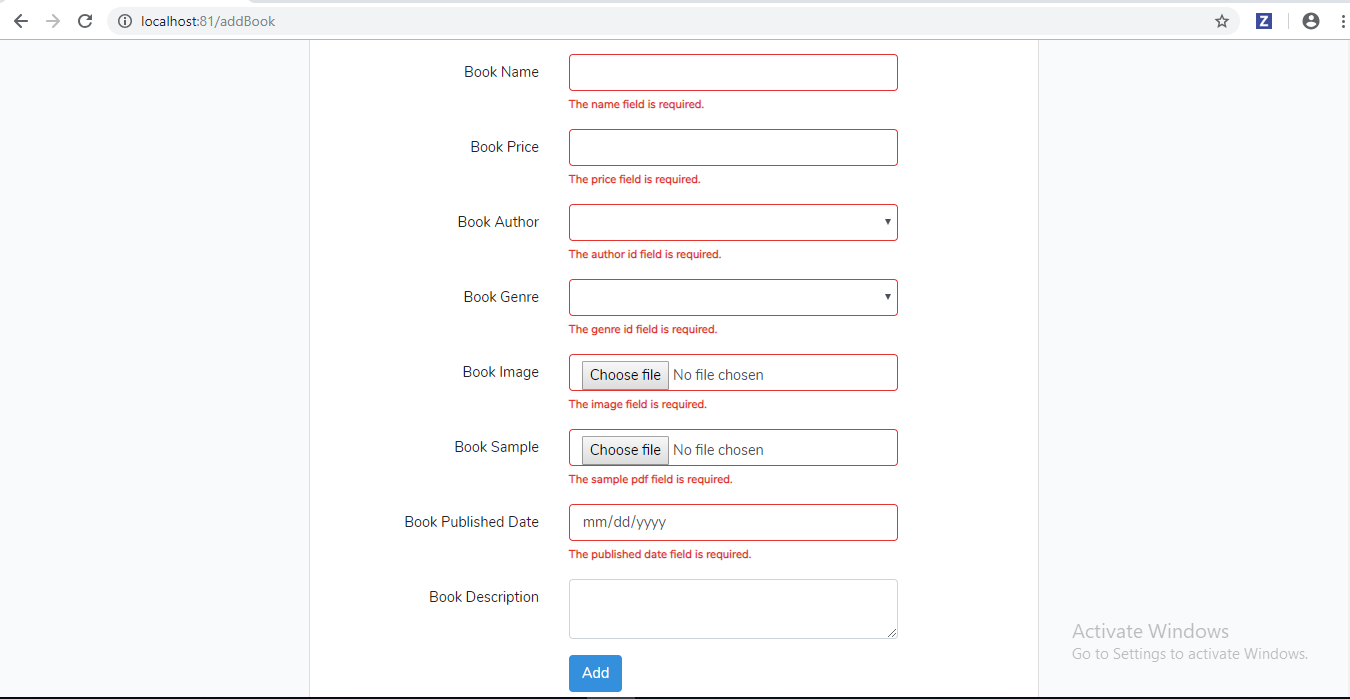 localhost:81/addBook
Z
Book Name
The name field is required.
Book Price
The price field is required.
Book Author
The author id field is required.
Book Genre
The genre id field is required.
Book Image Choose file No file chosen
The image field is required.
Book Sample Choose file No file chosen
The sample pdf field is required.
Book Published Date mm/dd/yyyy
The published date field is required.
Book Description
Activate Windows
Go to Settings to activate Windows.
Add